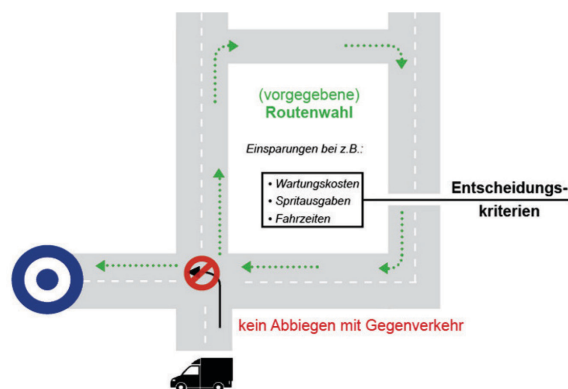 (vorgegebene)
Routenwahl
Einsparungen bei z.B.:
• Wartungskosten
• Spritausgaben
• Fahrzeiten
Entscheidungs-
kriterien
kein Abbiegen mit Gegenverkehr